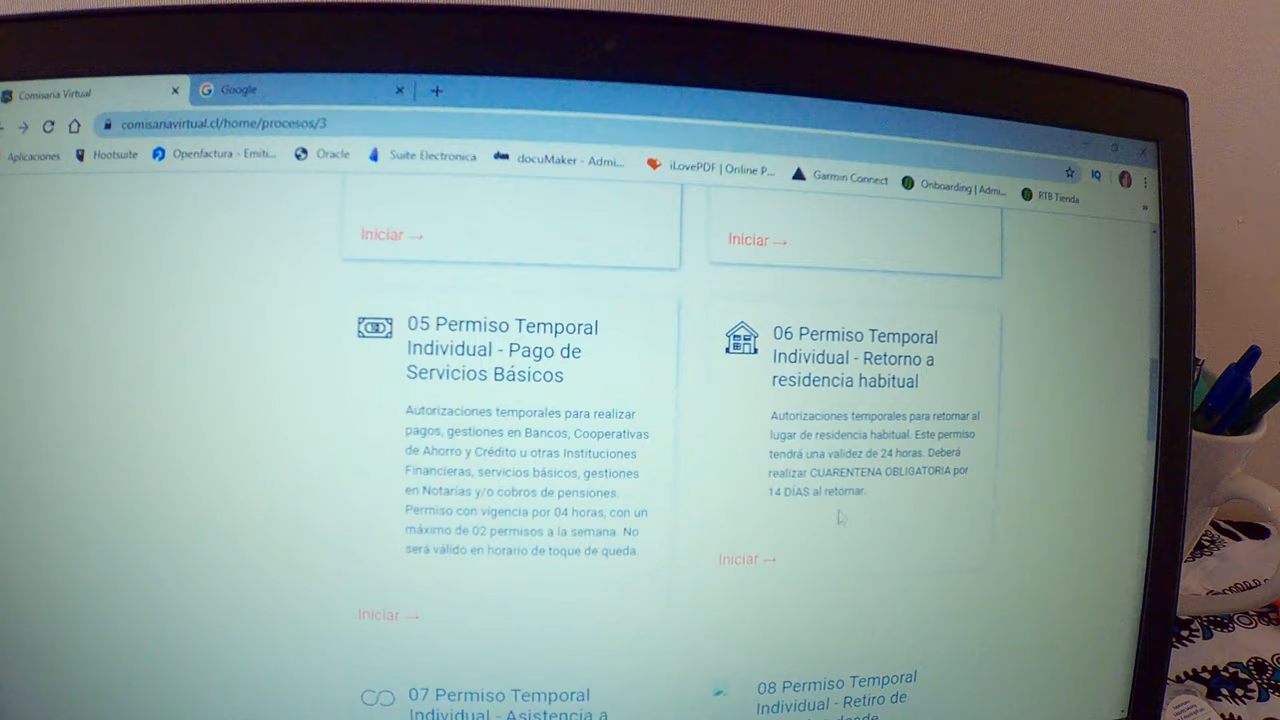 Comisaria Virtual
Google
comisariavirtual.cl/home/procesos/3
Aplicaciones
Hootsuite
Openfactura - Emiti...
Oracle
Suite Electronica
docuMaker - Admi...
iLovePDF | Online P...
Garmin Connect
Onboarding | Admi...
RTB Tienda
IQ
Iniciar →
Iniciar →
05 Permiso Temporal
Individual - Pago de
Servicios Básicos
Autorizaciones temporales para realizar
pagos, gestiones en Bancos, Cooperativas
de Ahorro y Crédito u otras Instituciones
Financieras, servicios básicos, gestiones
en Notarías y/o cobros de pensiones.
Permiso con vigencia por 04 horas, con un
máximo de 02 permisos a la semana. No
será válido en horario de toque de queda.
Iniciar →
06 Permiso Temporal
Individual - Retorno a
residencia habitual
Autorizaciones temporales para retornar al
lugar de residencia habitual. Este permiso
tendrá una validez de 24 horas. Deberá
realizar CUARENTENA OBLIGATORIA por
14 DÍAS al retornar.
Iniciar →
07 Permiso Temporal
Individual - Asistencia a
08 Permiso Temporal
Individual - Retiro de
desde